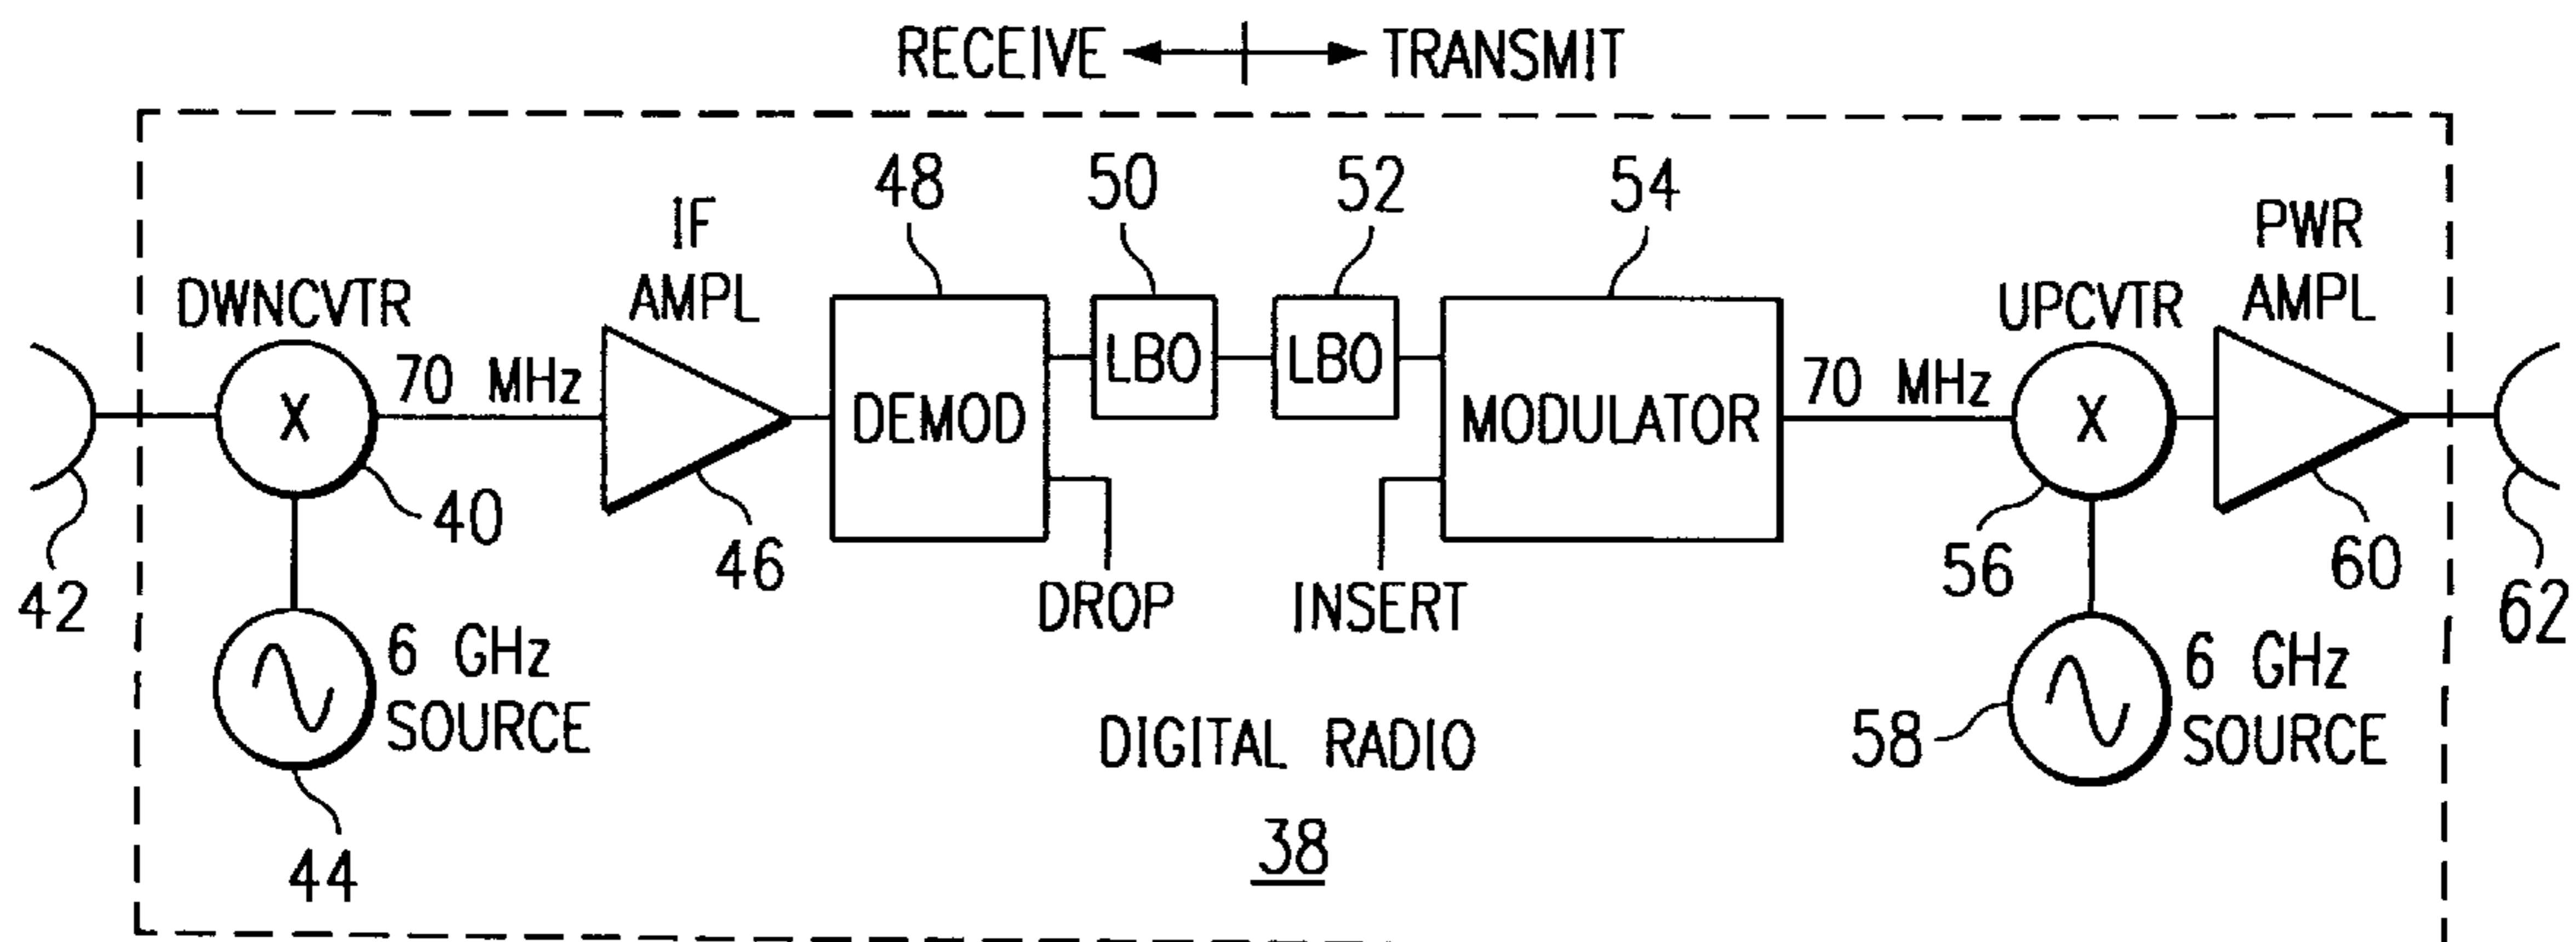 RECEIVE TRANSMIT
48 50 52 54
IF
AMPL
PWR
AMPL
DWNCVTR
UPCVTR
70 MHz
X
DEMOD
LBO
LBO
MODULATOR
70 MHz
X
40
46
56
60
42
62
DROP
INSERT
6 GHz
SOURCE
44
58
6 GHz
SOURCE
DIGITAL RADIO
38